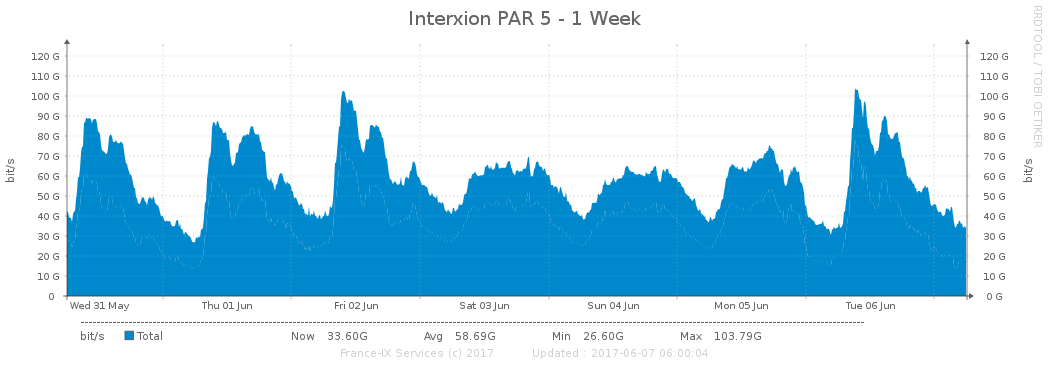 Interxion PAR 5 - 1 Week
RRDTOOL / TOBI OETIKER
bit/s
120 G 120 G
110 G 110 G
100 G 100 G
90 G 90 G
80 G 80 G
70 G 70 G
60 G 60 G
50 G 50 G
40 G 40 G
30 G 30 G
20 G 20 G
10 G 10 G
0 0 G
bit/s
Wed 31 May Thu 01 Jun Fri 02 Jun Sat 03 Jun Sun 04 Jun Mon 05 Jun Tue 06 Jun
bit/s Total Now 33.60G Avg 58.69G Min 26.60G Max 103.79G
France-IX Services (c) 2017 Updated : 2017-06-07 06:00:04